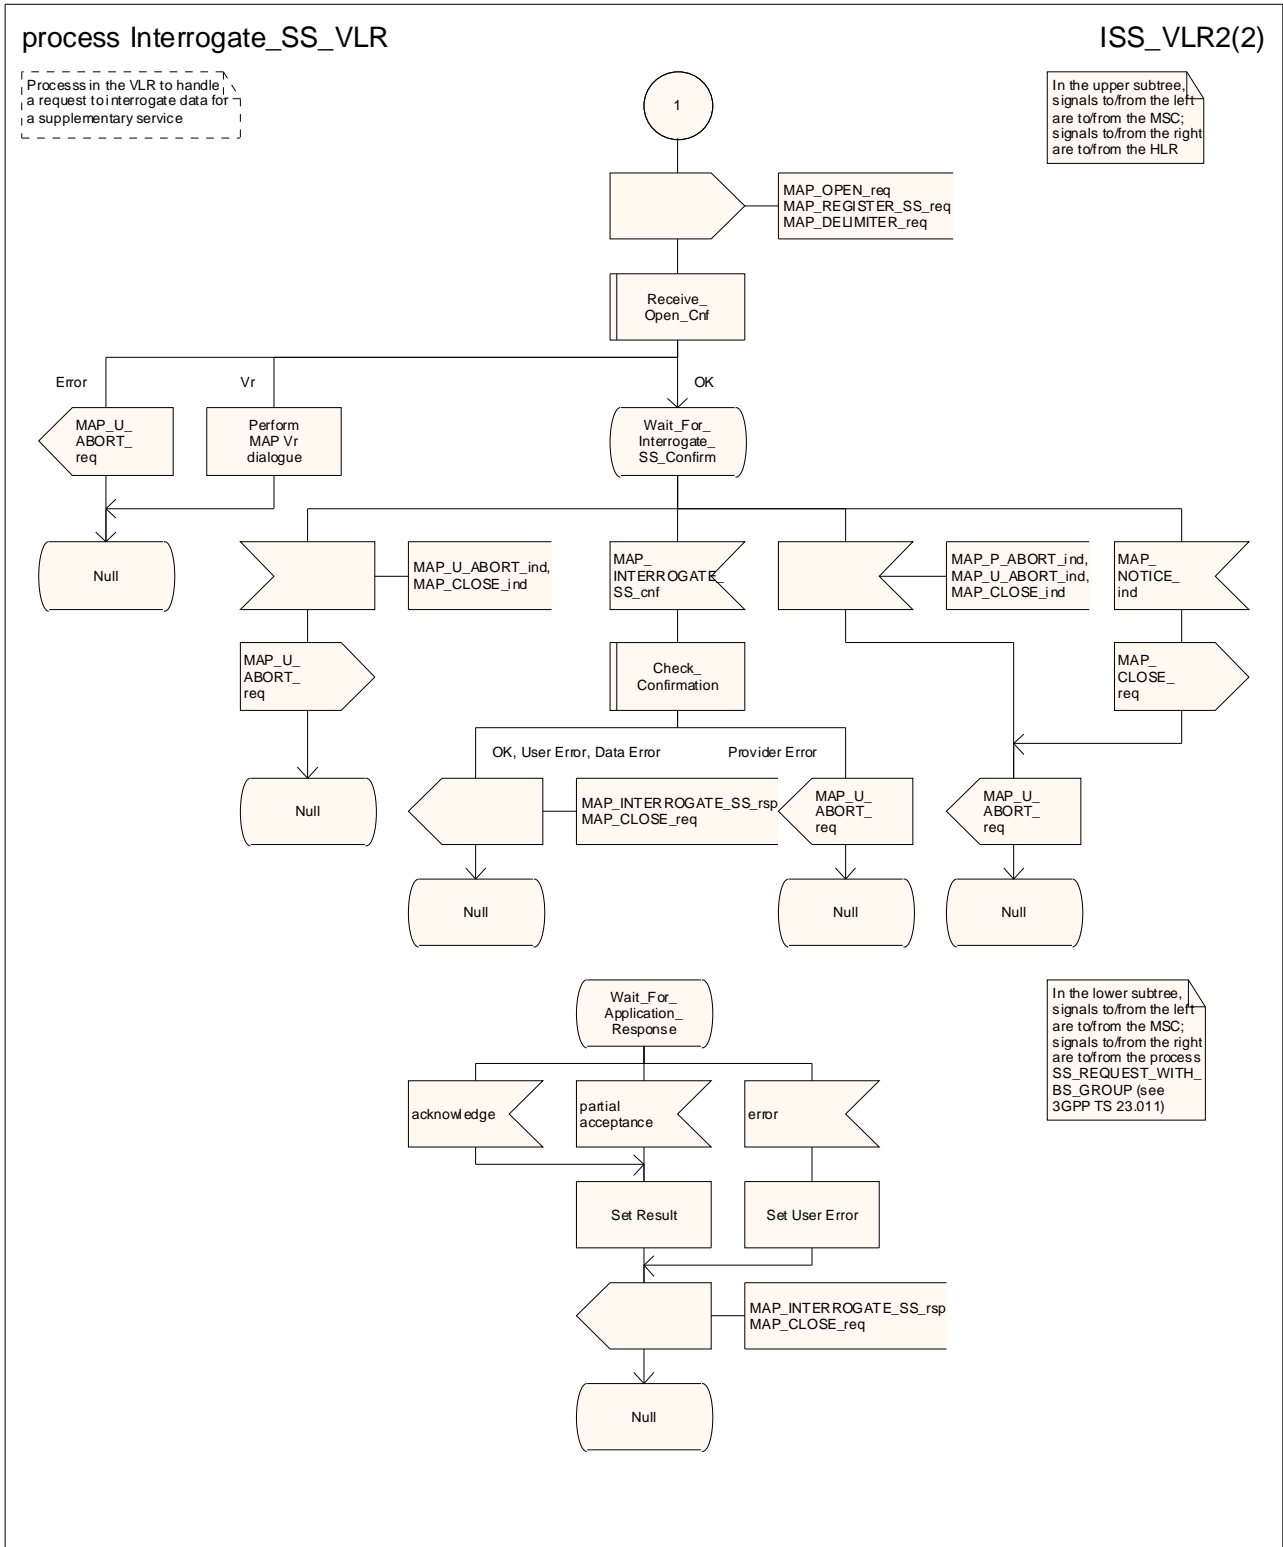 process Interrogate_SS_VLR
ISS_VLR2(2)
Processs in the VLR to handle
a request to interrogate data for
a supplementary service
1
In the upper subtree,
signals to/from the left
are to/from the MSC;
signals to/from the right
are to/from the HLR
MAP_OPEN_req
MAP_REGISTER_SS_req
MAP_DELIMITER_req
Receive_
Open_Cnf
Error
Vr
OK
MAP_U_
ABORT_
req
Perform
MAP Vr
dialogue
Wait_For_
Interrogate_
SS_Confirm
Null
MAP_U_ABORT_ind,
MAP_CLOSE_ind
MAP_
INTERROGATE_
SS_cnf
MAP_P_ABORT_ind,
MAP_U_ABORT_ind,
MAP_CLOSE_ind
MAP_
NOTICE_
ind
MAP_U_
ABORT_
req
Check_
Confirmation
MAP_
CLOSE_
req
OK, User Error, Data Error
Provider Error
Null
MAP_INTERROGATE_SS_rsp
MAP_CLOSE_req
MAP_U_
ABORT_
req
MAP_U_
ABORT_
req
Null
Null
Null
Wait_For_
Application_
Response
In the lower subtree,
signals to/from the left
are to/from the MSC;
signals to/from the right
are to/from the process
SS_REQUEST_WITH_
BS_GROUP (see
3GPP TS 23.011)
acknowledge
partial
acceptance
error
Set Result
Set User Error
MAP_INTERROGATE_SS_rsp
MAP_CLOSE_req
Null